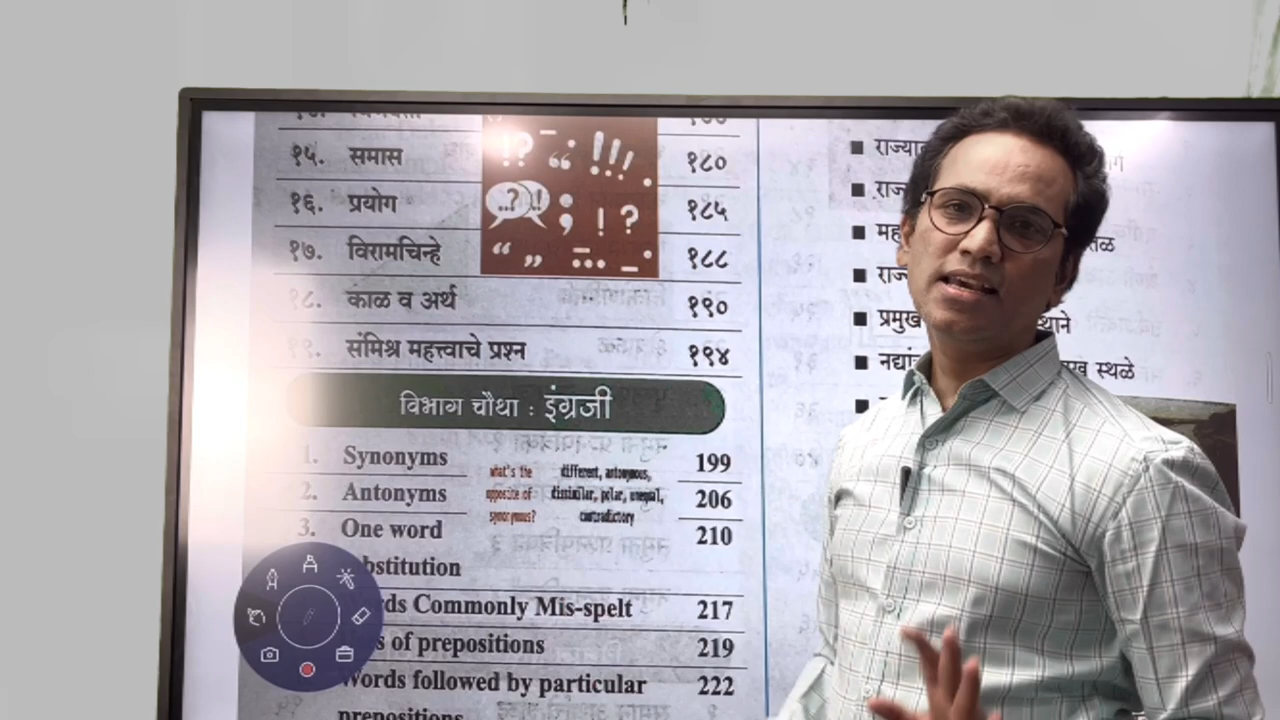 १५. समास १८०
१६. प्रयोग १८५
१७. विरामचिन्हे १८८
१८. काळ व अर्थ १९०
१९. संमिश्र महत्त्वाचे प्रश्न १९४
विभाग चौथा : इंग्रजी
1. Synonyms 199
2. Antonyms 206
what's the
opposite of
synonymous?
different, antonymous,
dissimilar, polar, unequal,
contradictory
3. One word 210
bstitution
rds Commonly Mis-spelt 217
s of prepositions 219
Words followed by particular 222
prepositions
■ प्रमुख
■ स्थळे